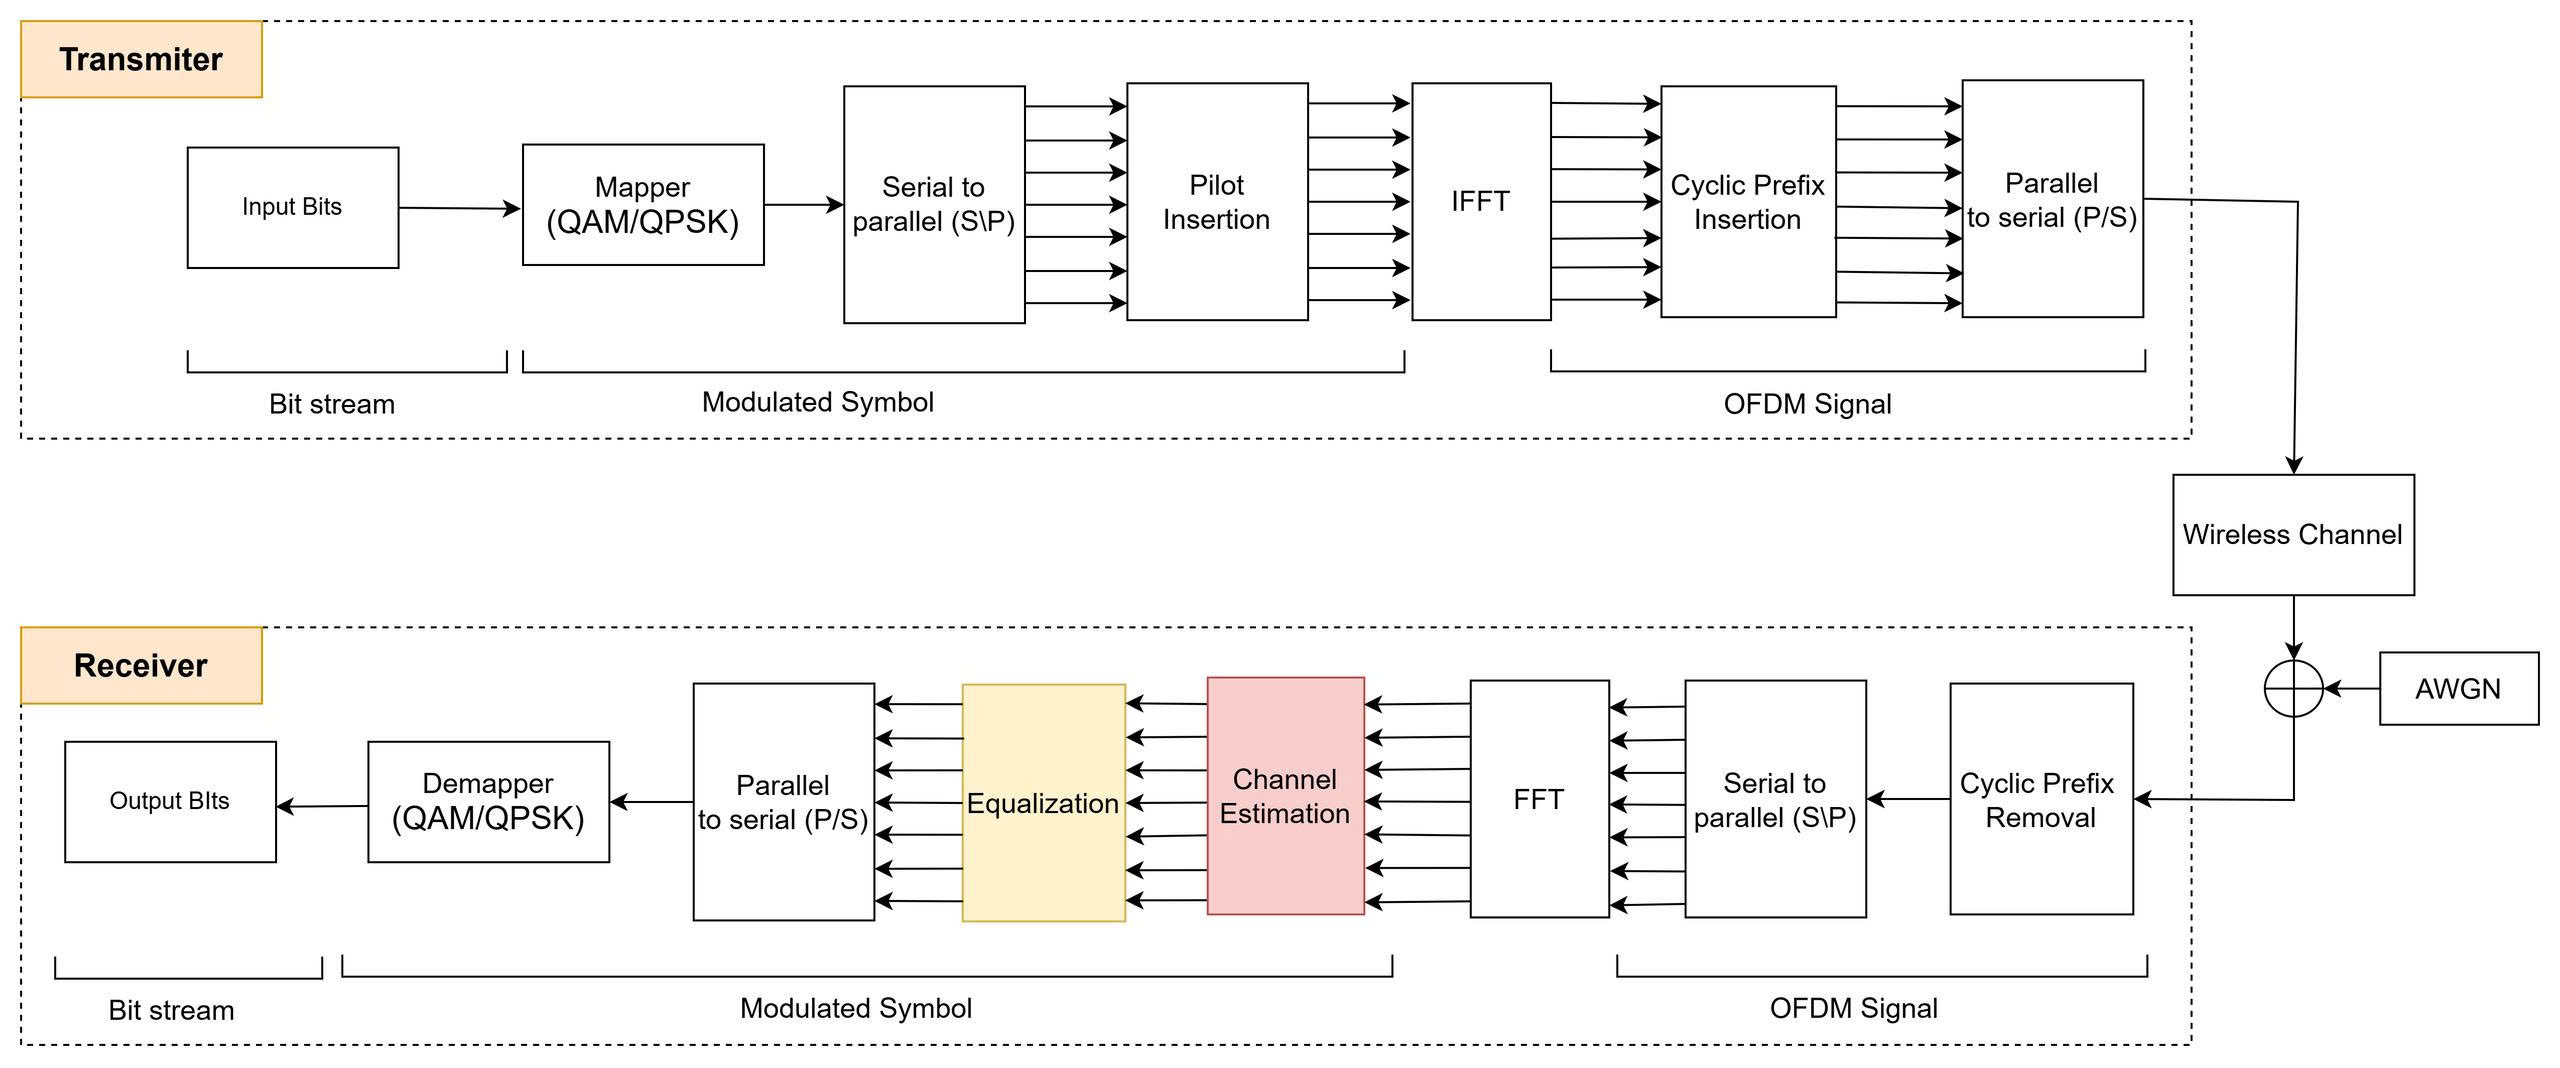 Transmiter
Input Bits
Mapper
(QAM/QPSK)
Serial to
parallel (S\P)
Pilot
Insertion
IFFT
Cyclic Prefix
Insertion
Parallel
to serial (P/S)
Bit stream
Modulated Symbol
OFDM Signal
Wireless Channel
AWGN
Receiver
Output BIts
Demapper
(QAM/QPSK)
Parallel
to serial (P/S)
Equalization
Channel
Estimation
FFT
Serial to
parallel (S\P)
Cyclic Prefix
Removal
Bit stream
Modulated Symbol
OFDM Signal